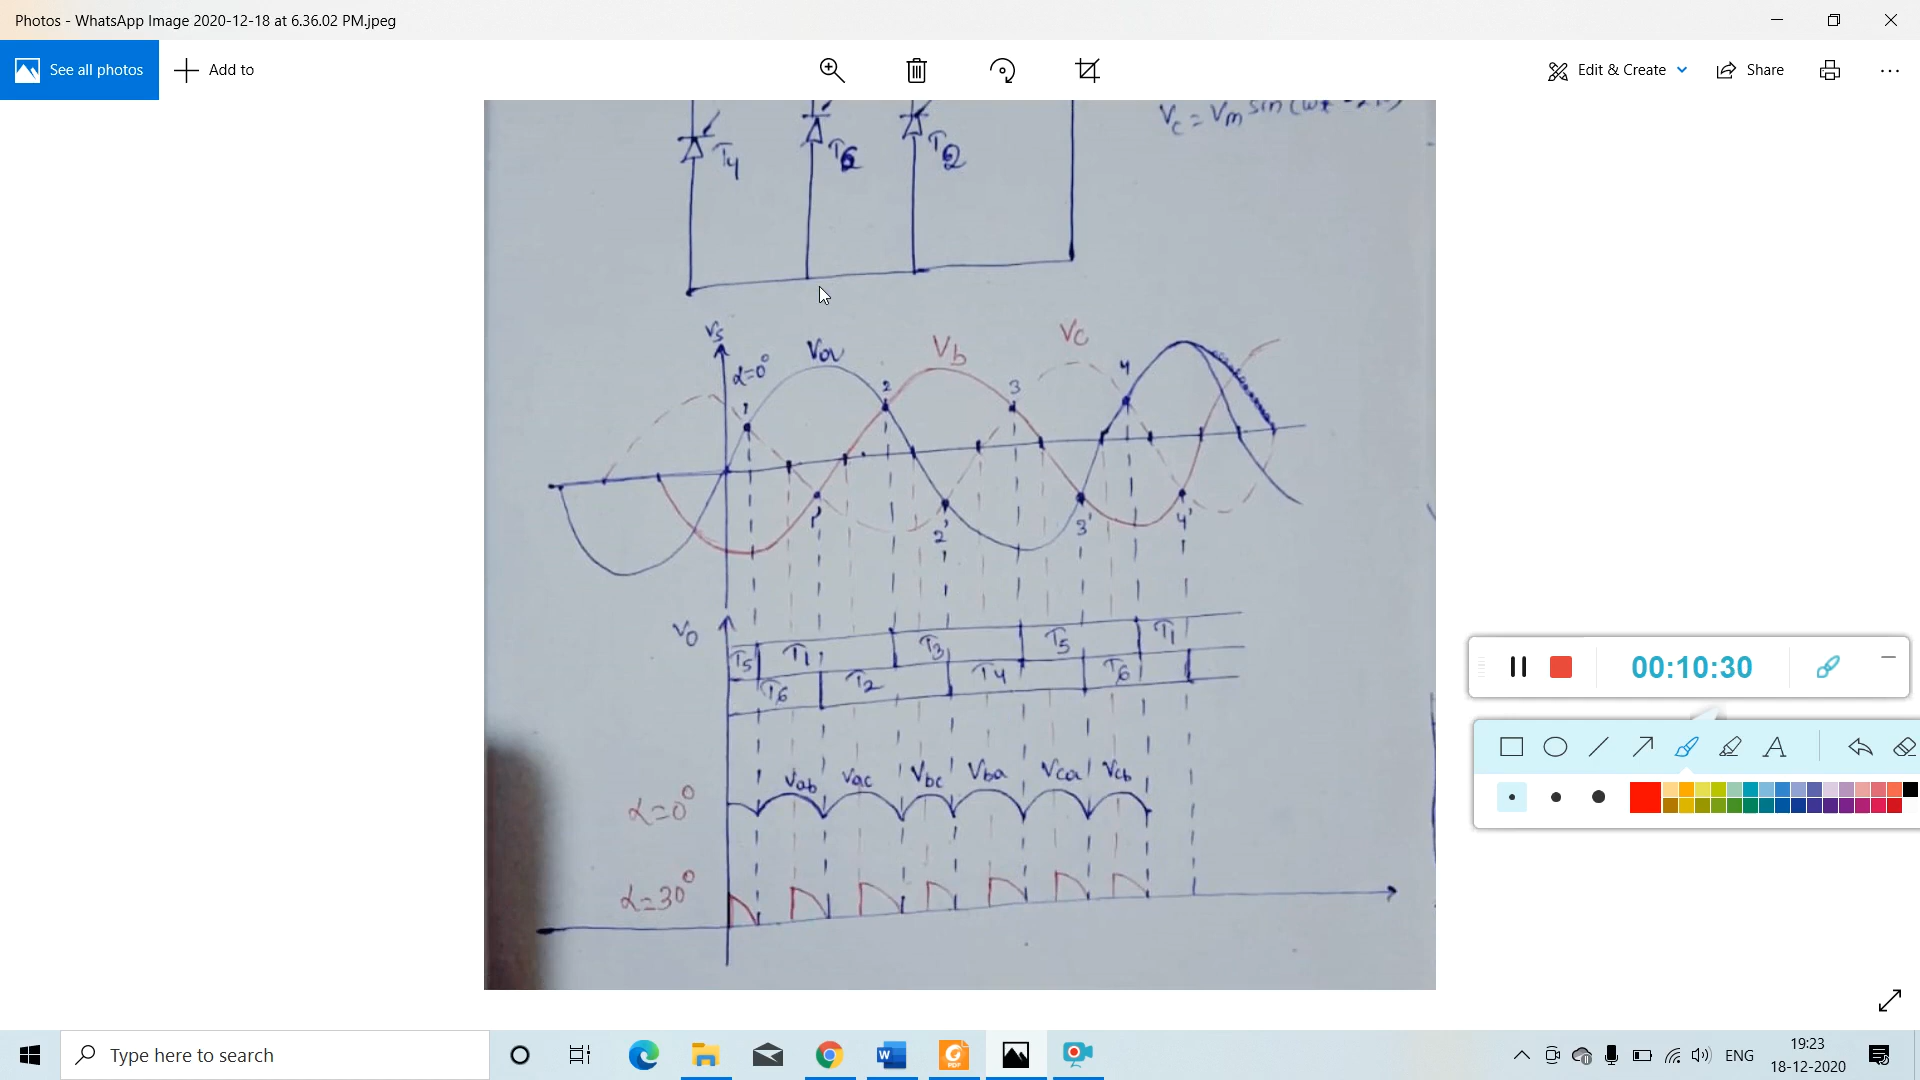 Photos - WhatsApp Image 2020-12-18 at 6.36.02 PM.jpeg
See all photos
Add to
Edit & Create
Share
Vc = Vm sin(ωt
T4
T6
T2
Vs
α=0°
Va
Vb
Vc
1 2 3 4
1' 2' 3' 4'
Vo
T5 T1 T3 T5 T1
T6 T2 T4 T6
Vab Vac Vbc Vba Vca Vcb
α=0°
α=30°
00:10:30
A
Type here to search
ENG
19:23
18-12-2020